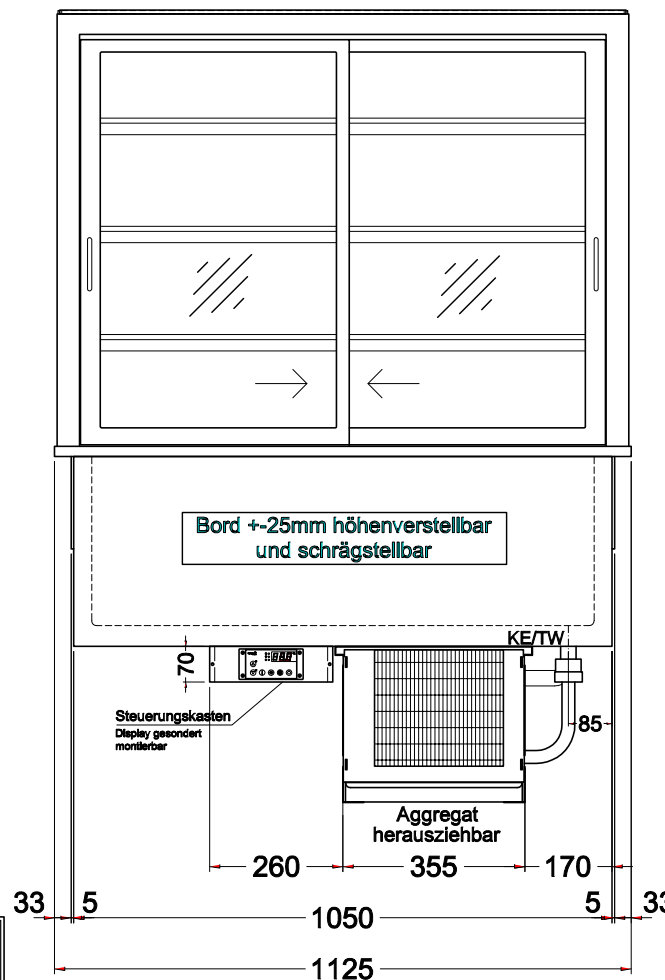 Bord +-25mm höhenverstellbar
und schrägstellbar
KE/TW
70
Steuerungskasten
Display gesondert
montierbar
85
Aggregat
herausziehbar
260
355
170
33
5
1050
5
33
1125